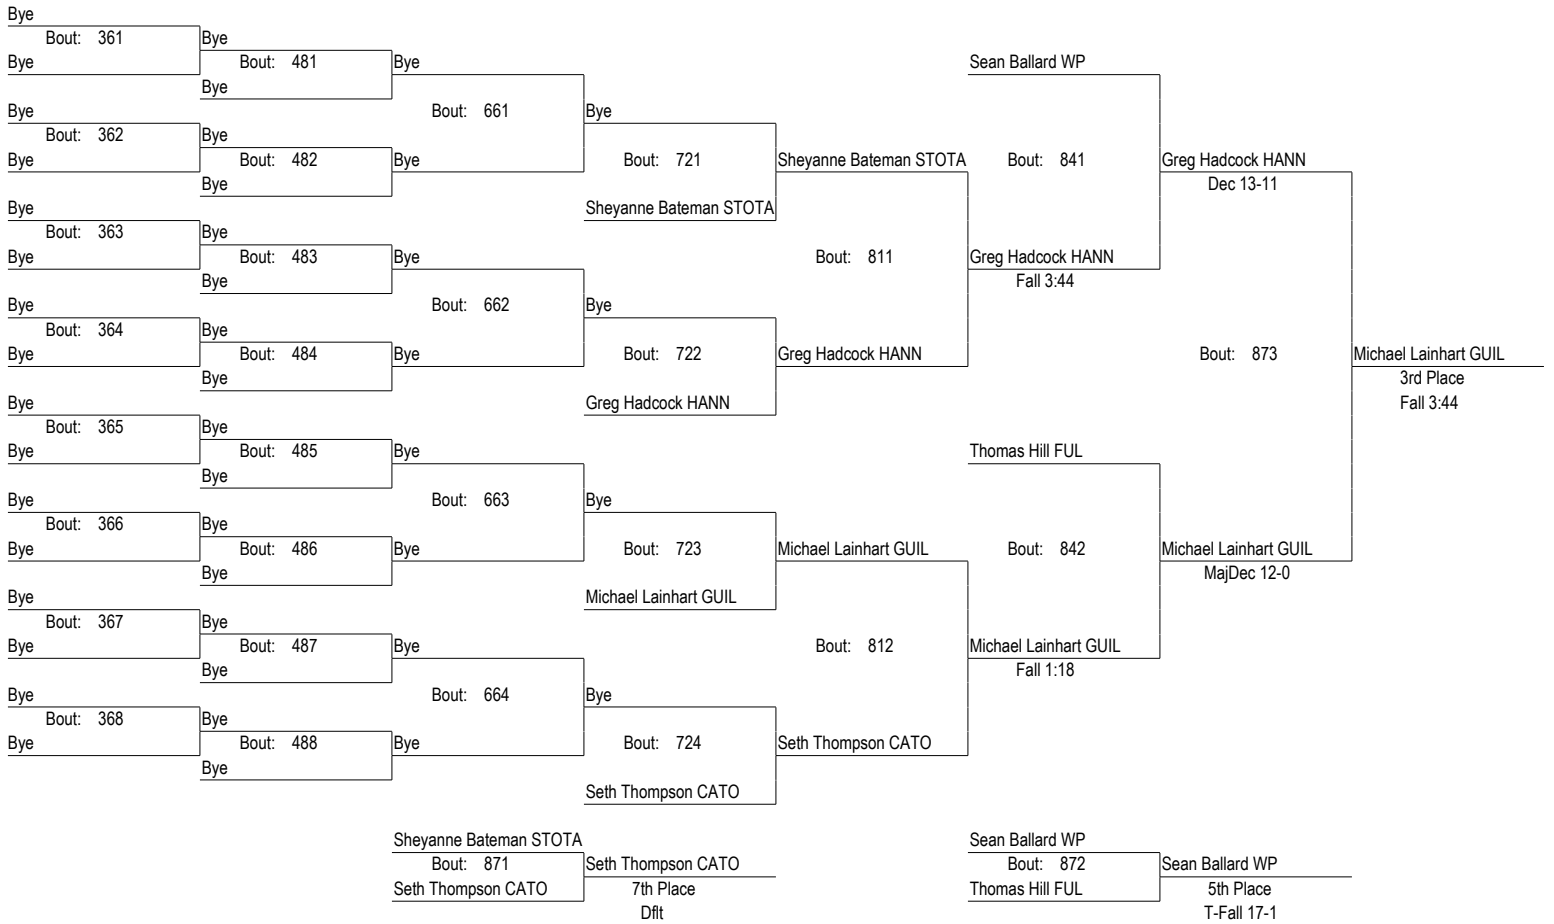 Bye
Bout: 361
Bye
Bye
Bout: 481
Bye
Bye
Bout: 362
Bye
Bye
Bout: 482
Bye
Bye
Bout: 661
Bye
Bye
Bout: 363
Bye
Bye
Bout: 483
Bye
Bye
Bout: 364
Bye
Bye
Bout: 484
Bye
Bye
Bout: 662
Bye
Bye
Bout: 365
Bye
Bye
Bout: 485
Bye
Bye
Bout: 366
Bye
Bye
Bout: 486
Bye
Bye
Bout: 663
Bye
Bye
Bout: 367
Bye
Bye
Bout: 487
Bye
Bye
Bout: 368
Bye
Bye
Bout: 488
Bye
Bye
Bout: 664
Bye
Bye
Bout: 721
Sheyanne Bateman STOTA
Bye
Bout: 722
Greg Hadcock HANN
Bye
Bout: 723
Michael Lainhart GUIL
Bye
Bout: 724
Seth Thompson CATO
Sheyanne Bateman STOTA
Bout: 811
Greg Hadcock HANN
Michael Lainhart GUIL
Bout: 812
Seth Thompson CATO
Sean Ballard WP
Bout: 841
Greg Hadcock HANN
Fall 3:44
Thomas Hill FUL
Bout: 842
Michael Lainhart GUIL
Fall 1:18
Greg Hadcock HANN
Dec 13-11
Bout: 873
Michael Lainhart GUIL
MajDec 12-0
Michael Lainhart GUIL
3rd Place
Fall 3:44
Sheyanne Bateman STOTA
Bout: 871
Seth Thompson CATO
Seth Thompson CATO
7th Place
Dflt
Sean Ballard WP
Bout: 872
Thomas Hill FUL
Sean Ballard WP
5th Place
T-Fall 17-1